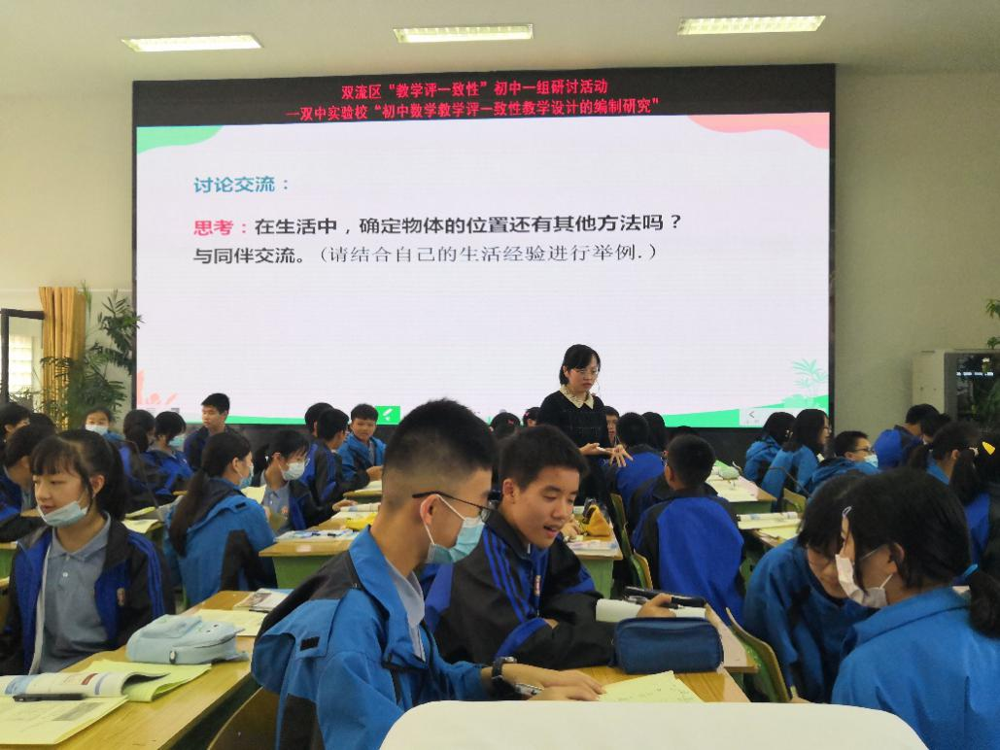 双流区“教学评一致性”初中一组研讨活动
—双中实验校“初中数学教学评一致性教学设计的编制研究”
讨论交流：
思考：在生活中，确定物体的位置还有其他方法吗？
与同伴交流。（请结合自己的生活经验进行举例.）